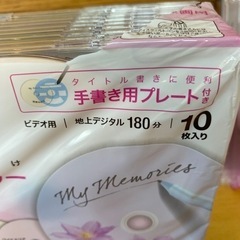 タイトル書きに便利
手書き用プレート付き
ビデオ用
地上デジタル 180分
10枚入り
My Memories